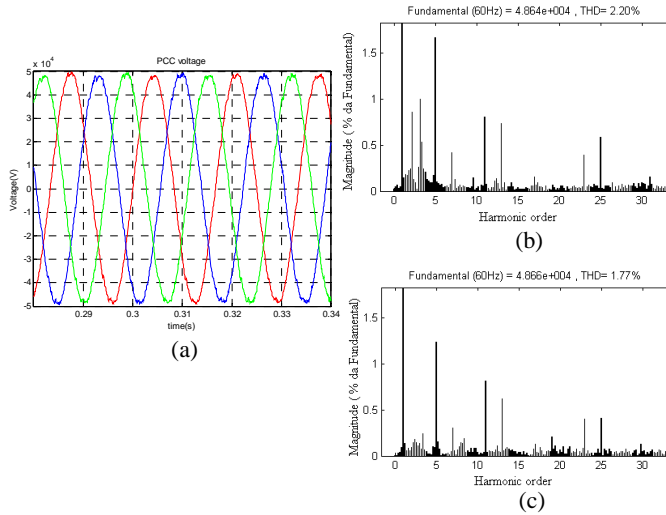 PCC voltage
x 10
4
5
4
3
2
1
0
-1
-2
-3
-4
-5
Voltage(V)
0.29 0.3 0.31 0.32 0.33 0.34
time(s)
(a)
Fundamental (60Hz) = 4.864e+004 , THD= 2.20%
1.5
1
0.5
0
Magnitude ( % da Fundamental)
0 5 10 15 20 25 30
Harmonic order
(b)
Fundamental (60Hz) = 4.866e+004 , THD= 1.77%
1.5
1
0.5
0
Magnitude ( % da Fundamental)
0 5 10 15 20 25 30
Harmonic order
(c)